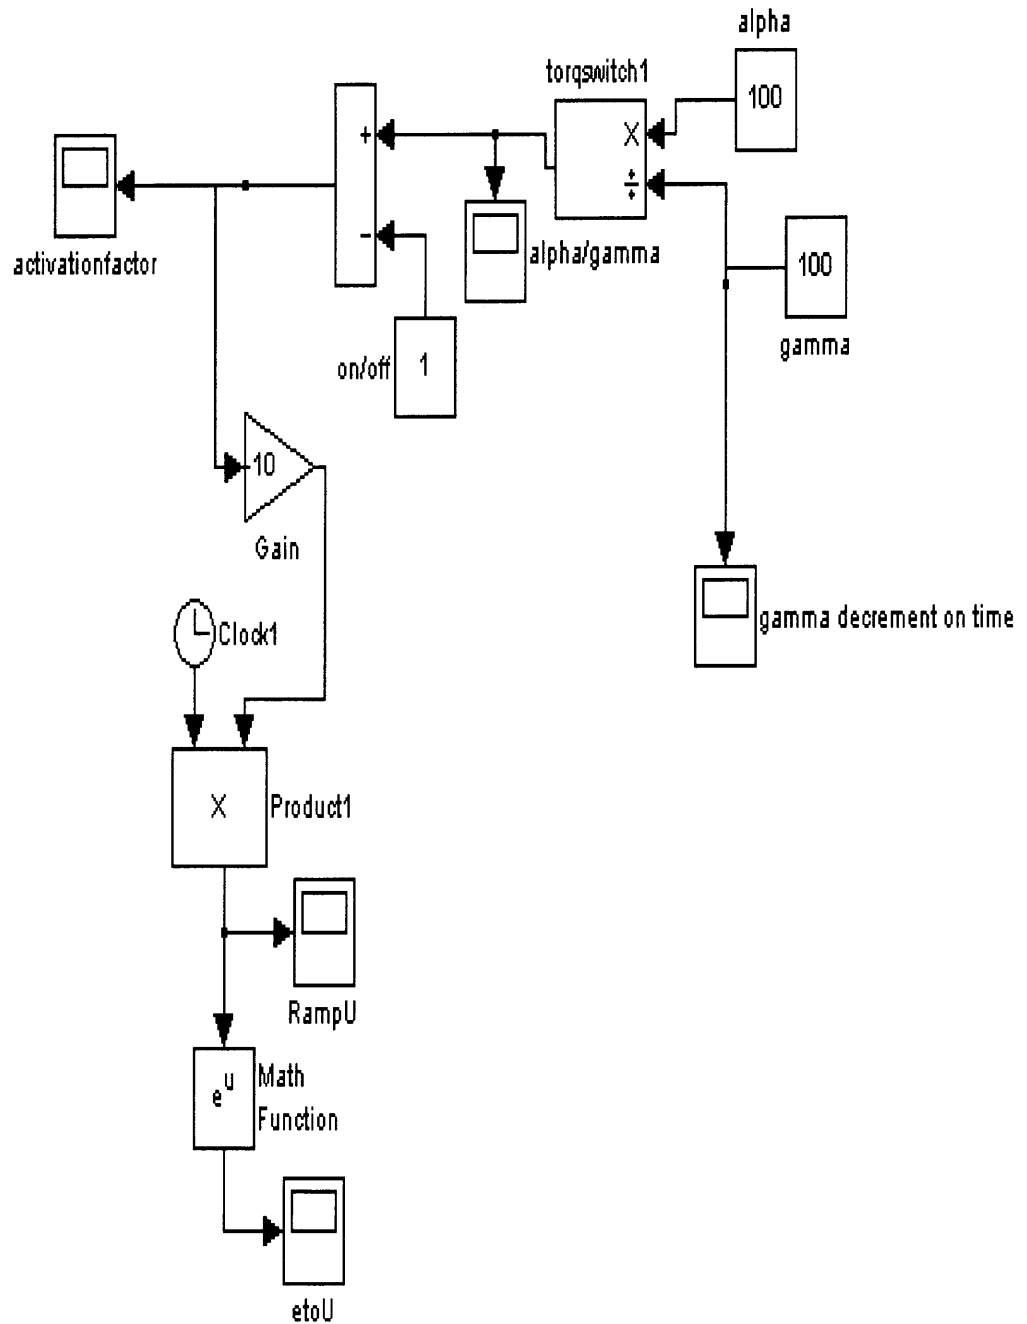 alpha
100
torqswitch1
X
÷
+
-
activationfactor
alpha/gamma
100
gamma
on/off
1
10
Gain
Clock1
gamma decrement on time
X
Product1
RampU
e^u
Math
Function
etoU